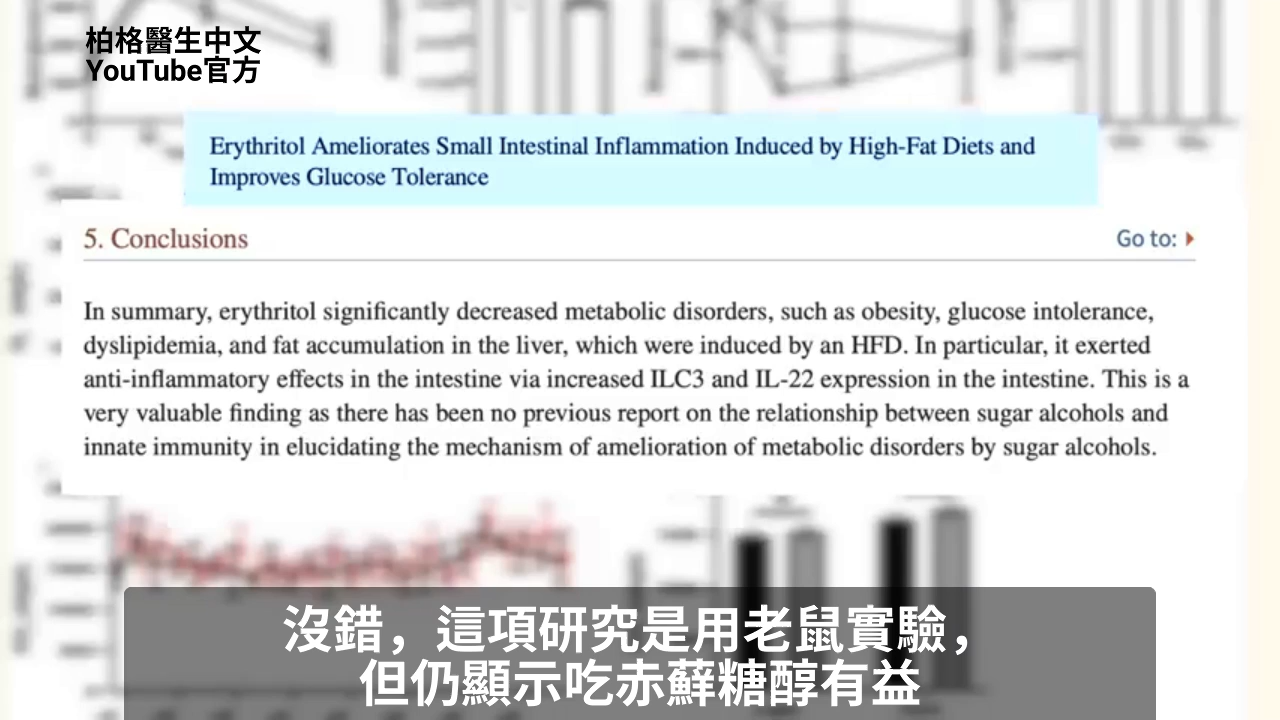 柏格醫生中文
YouTube官方
Erythritol Ameliorates Small Intestinal Inflammation Induced by High-Fat Diets and
Improves Glucose Tolerance
5. Conclusions
Go to:
In summary, erythritol significantly decreased metabolic disorders, such as obesity, glucose intolerance,
dyslipidemia, and fat accumulation in the liver, which were induced by an HFD. In particular, it exerted
anti-inflammatory effects in the intestine via increased ILC3 and IL-22 expression in the intestine. This is a
very valuable finding as there has been no previous report on the relationship between sugar alcohols and
innate immunity in elucidating the mechanism of amelioration of metabolic disorders by sugar alcohols.
沒錯，這項研究是用老鼠實驗，
但仍顯示吃赤蘚糖醇有益